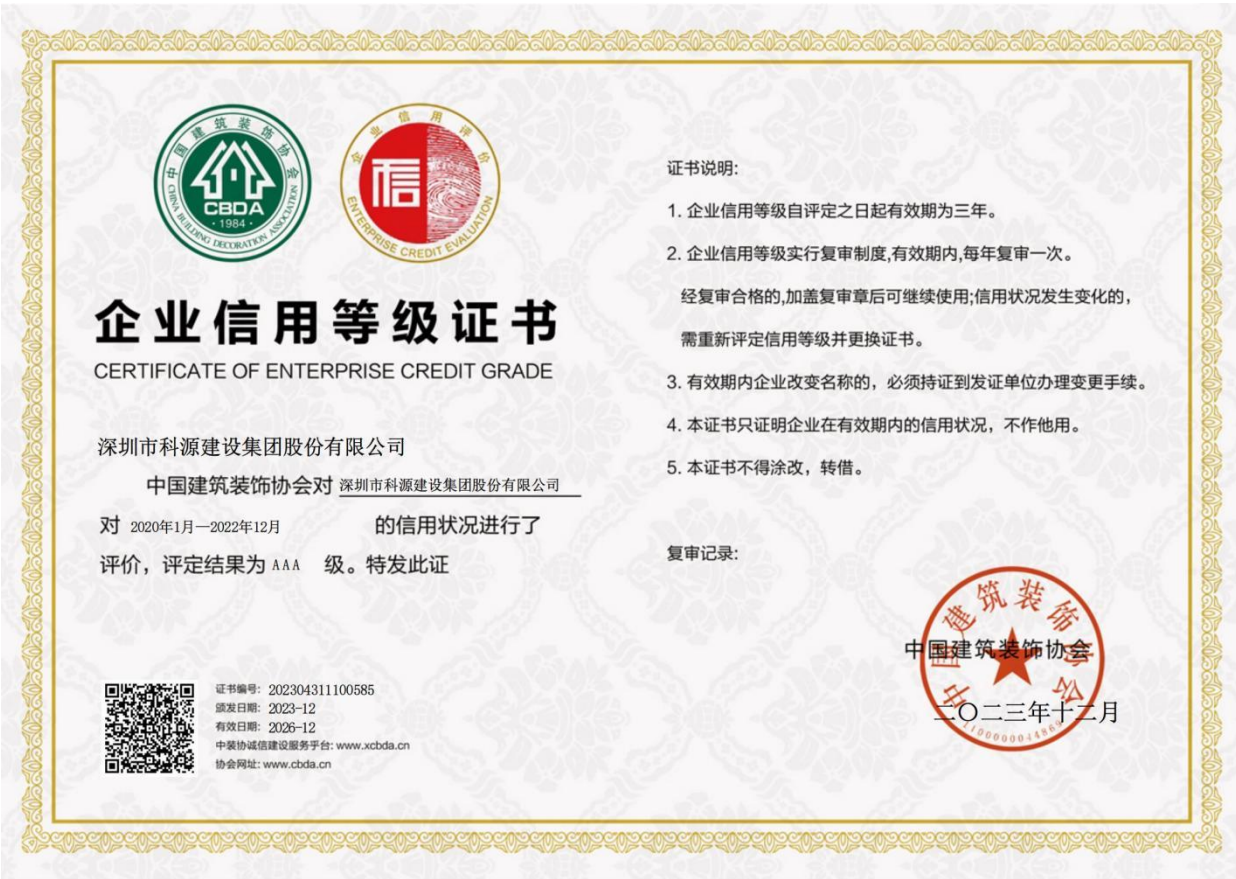 中国建筑装饰协会
CBDA
·1984·
CHINA BUILDING DECORATION ASSOCIATION
企业信用评价
信
ENTERPRISE CREDIT EVALUATION
企业信用等级证书
CERTIFICATE OF ENTERPRISE CREDIT GRADE
深圳市科源建设集团股份有限公司
中国建筑装饰协会对 深圳市科源建设集团股份有限公司
对 2020年1月—2022年12月 的信用状况进行了
评价，评定结果为 AAA 级。特发此证
证书编号: 202304311100585
颁发日期: 2023-12
有效日期: 2026-12
中装协诚信建设服务平台: www.xcbda.cn
协会网址: www.cbda.cn
证书说明:
1. 企业信用等级自评定之日起有效期为三年。
2. 企业信用等级实行复审制度,有效期内,每年复审一次。
经复审合格的,加盖复审章后可继续使用;信用状况发生变化的，
需重新评定信用等级并更换证书。
3. 有效期内企业改变名称的，必须持证到发证单位办理变更手续。
4. 本证书只证明企业在有效期内的信用状况，不作他用。
5. 本证书不得涂改，转借。
复审记录:
中国建筑装饰协会
中国建筑装饰协会
二〇二三年十二月